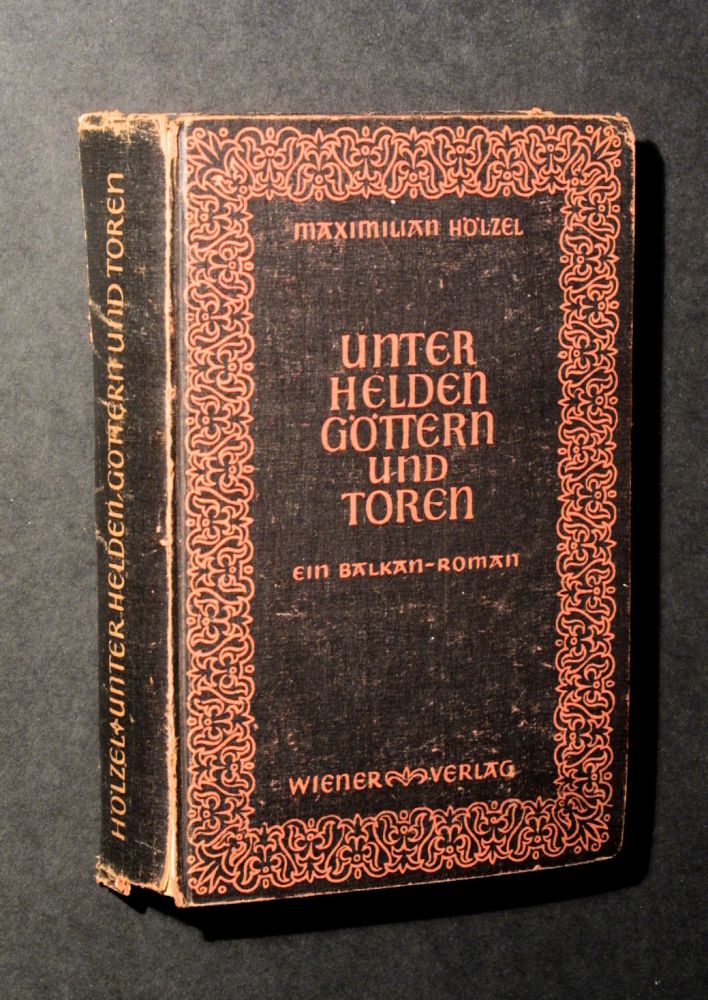 HÖLZEL+UNTER HELDEN, GÖTTERN UND TOREN
MAXIMILIAN HÖLZEL
UNTER
HELDEN
GÖTTERN
UND
TOREN
EIN BALKAN-ROMAN
WIENER VERLAG